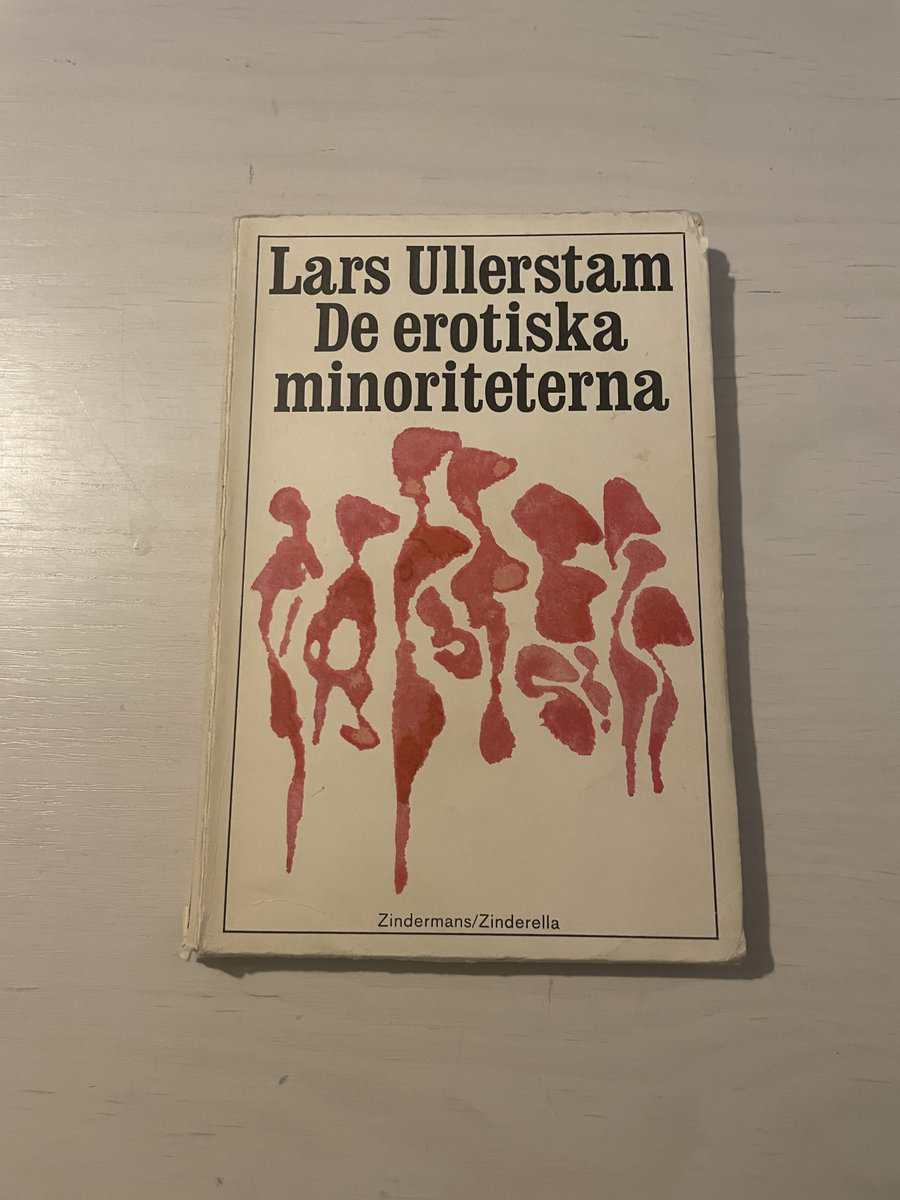 Lars Ullerstam
De erotiska
minoriteterna
Zindermans/Zinderella